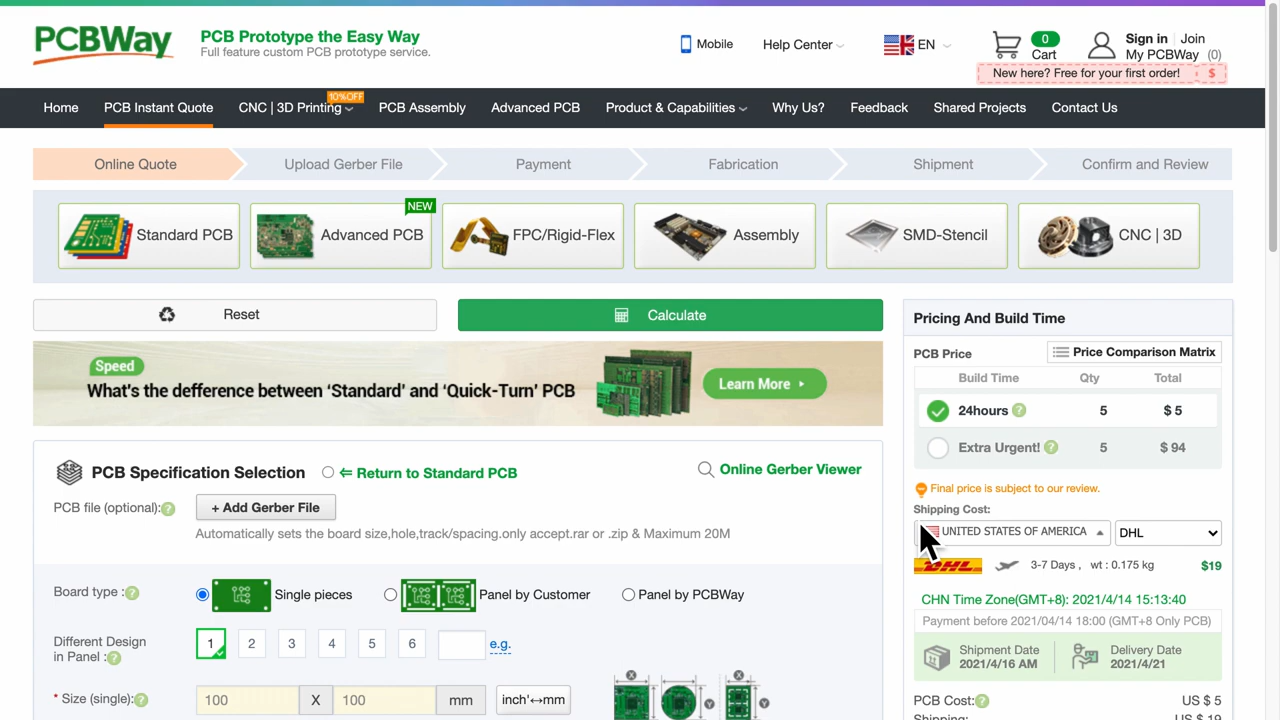 PCBWay
PCB Prototype the Easy Way
Full feature custom PCB prototype service.
Mobile
Help Center
EN
0
Cart
Sign in | Join
My PCBWay (0)
New here? Free for your first order! $
Home
PCB Instant Quote
CNC | 3D Printing
10%OFF
PCB Assembly
Advanced PCB
Product & Capabilities
Why Us?
Feedback
Shared Projects
Contact Us
Online Quote
Upload Gerber File
Payment
Fabrication
Shipment
Confirm and Review
Standard PCB
NEW
Advanced PCB
FPC/Rigid-Flex
Assembly
SMD-Stencil
CNC | 3D
Reset
Calculate
Speed
What's the defference between 'Standard' and 'Quick-Turn' PCB
Learn More
PCB Specification Selection
⇐ Return to Standard PCB
Online Gerber Viewer
PCB file (optional):?
+ Add Gerber File
Automatically sets the board size,hole,track/spacing.only accept.rar or .zip & Maximum 20M
Board type :?
Single pieces
Panel by Customer
Panel by PCBWay
Different Design
in Panel :?
1 2 3 4 5 6
e.g.
* Size (single):?
100 X 100 mm
inch'↔mm
X X
Y Y
Pricing And Build Time
PCB Price
Price Comparison Matrix
Build Time Qty Total
24hours ? 5 $ 5
Extra Urgent! ? 5 $ 94
Final price is subject to our review.
Shipping Cost:
UNITED STATES OF AMERICA
DHL
DHL 3-7 Days , wt : 0.175 kg $19
CHN Time Zone(GMT+8): 2021/4/14 15:13:40
Payment before 2021/04/14 18:00 (GMT+8 Only PCB)
Shipment Date
2021/4/16 AM
Delivery Date
2021/4/21
PCB Cost:? US $ 5
Shipping: US $ 19